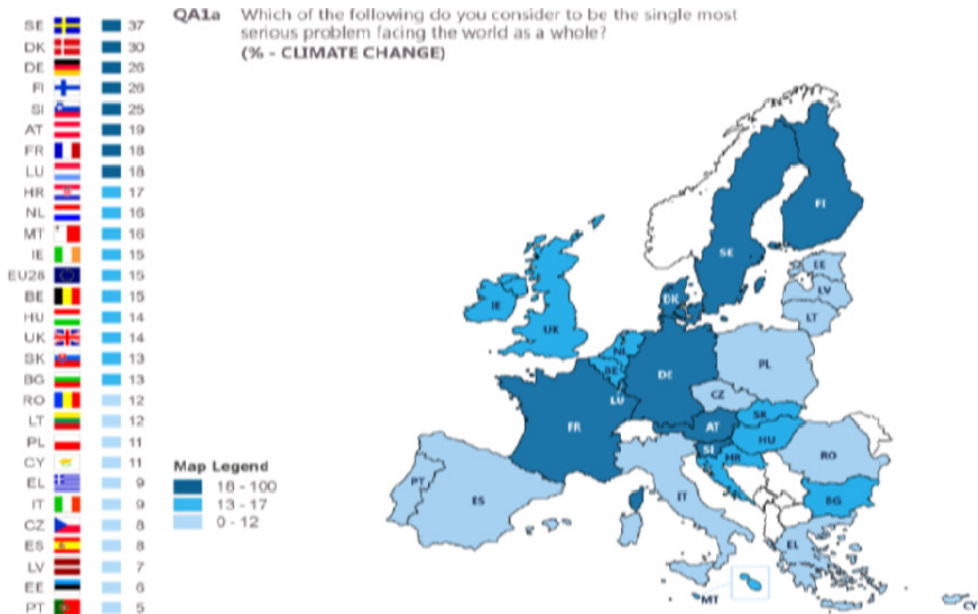 QA1a Which of the following do you consider to be the single most
serious problem facing the world as a whole?
(% - CLIMATE CHANGE)
SE 37
DK 30
DE 26
FI 26
SI 25
AT 19
FR 18
LU 18
HR 17
NL 16
MT 16
IE 15
EU28 15
BE 15
HU 14
UK 14
SK 13
BG 13
RO 12
LT 12
PL 11
CY 11
EL 9
IT 9
CZ 8
ES 8
LV 7
EE 6
PT 5
Map Legend
18 - 100
13 - 17
0 - 12
FI
SE
EE
LV
LT
DK
IE
UK
NL
BE
DE
PL
LU
CZ
SK
FR
AT
HU
SI
HR
RO
BG
PT
ES
IT
EL
MT
CY